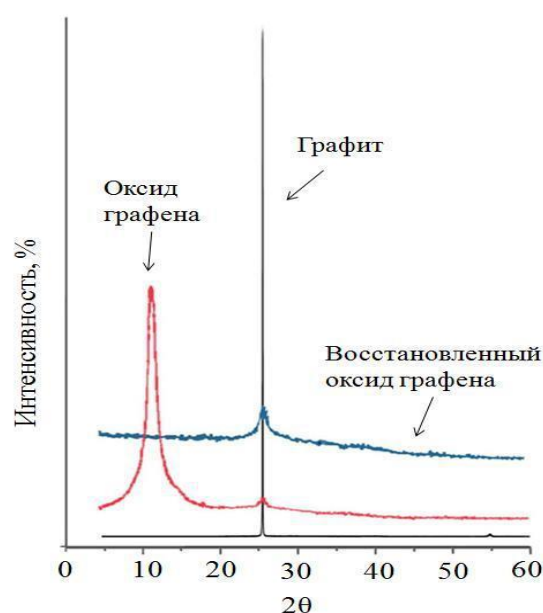 Графит
Оксид
графена
Восстановленный
оксид графена
Интенсивность, %
0 10 20 30 40 50 60
2θ